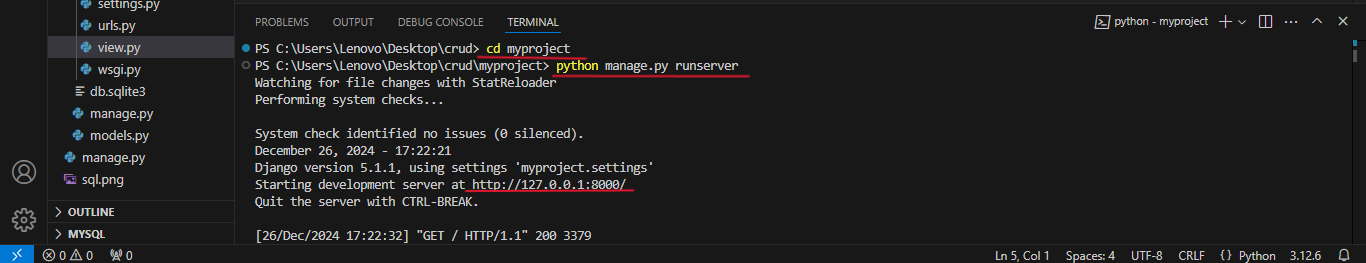 settings.py
urls.py
view.py
wsgi.py
db.sqlite3
manage.py
models.py
manage.py
sql.png
OUTLINE
MYSQL
PROBLEMS OUTPUT DEBUG CONSOLE TERMINAL
python - myproject
PS C:\Users\Lenovo\Desktop\crud> cd myproject
PS C:\Users\Lenovo\Desktop\crud\myproject> python manage.py runserver
Watching for file changes with StatReloader
Performing system checks...
System check identified no issues (0 silenced).
December 26, 2024 - 17:22:21
Django version 5.1.1, using settings 'myproject.settings'
Starting development server at http://127.0.0.1:8000/
Quit the server with CTRL-BREAK.
[26/Dec/2024 17:22:32] "GET / HTTP/1.1" 200 3379
0 0 0 Ln 5, Col 1 Spaces: 4 UTF-8 CRLF {} Python 3.12.6